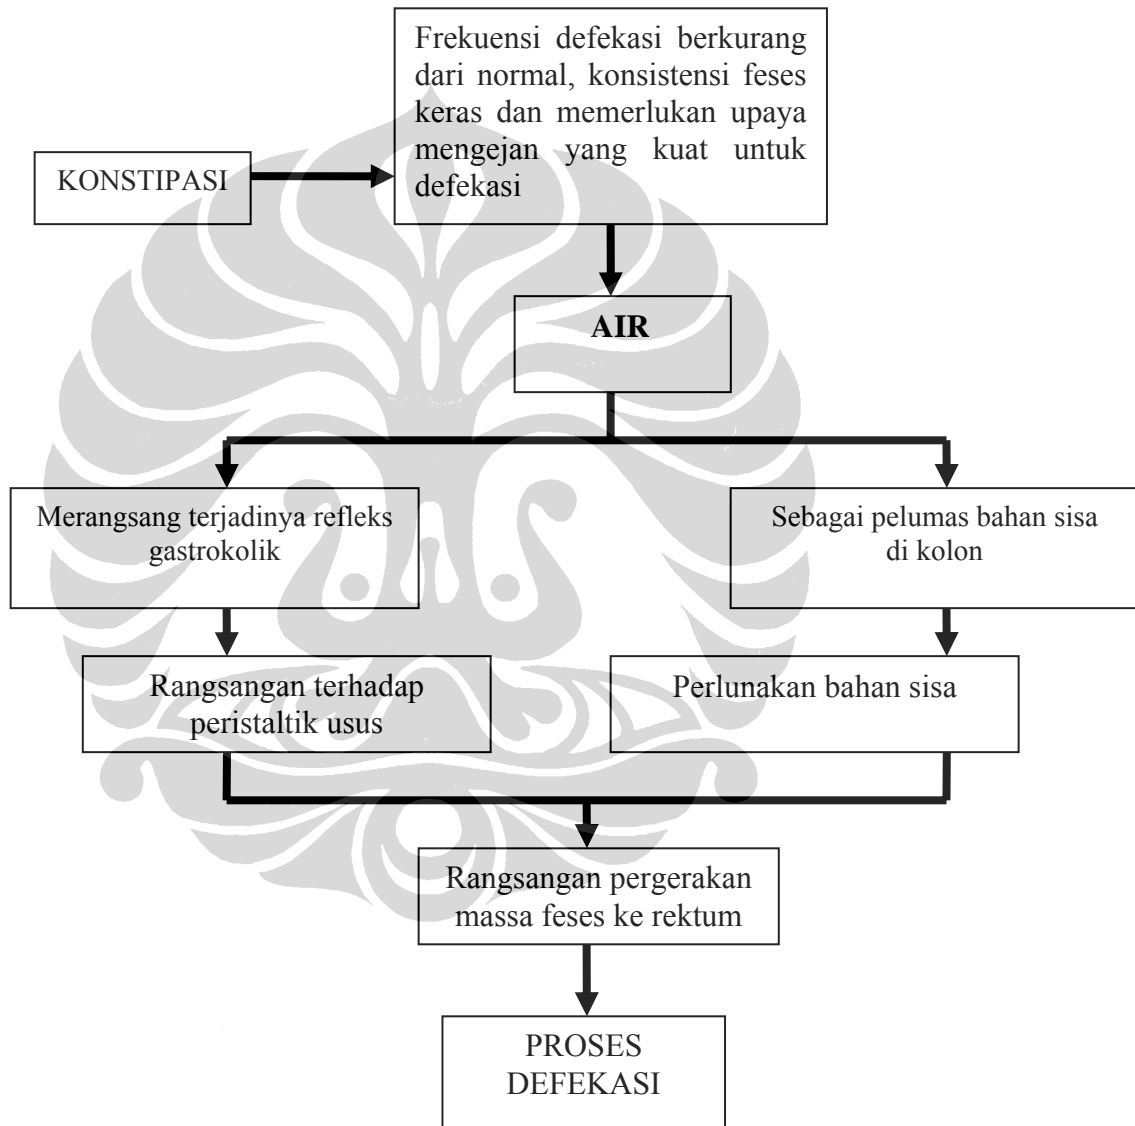 Frekuensi defekasi berkurang
dari normal, konsistensi feses
keras dan memerlukan upaya
mengejan yang kuat untuk
defekasi
KONSTIPASI
AIR
Merangsang terjadinya refleks
gastrokolik
Sebagai pelumas bahan sisa
di kolon
Rangsangan terhadap
peristaltik usus
Perlunakan bahan sisa
Rangsangan pergerakan
massa feses ke rektum
PROSES
DEFEKASI